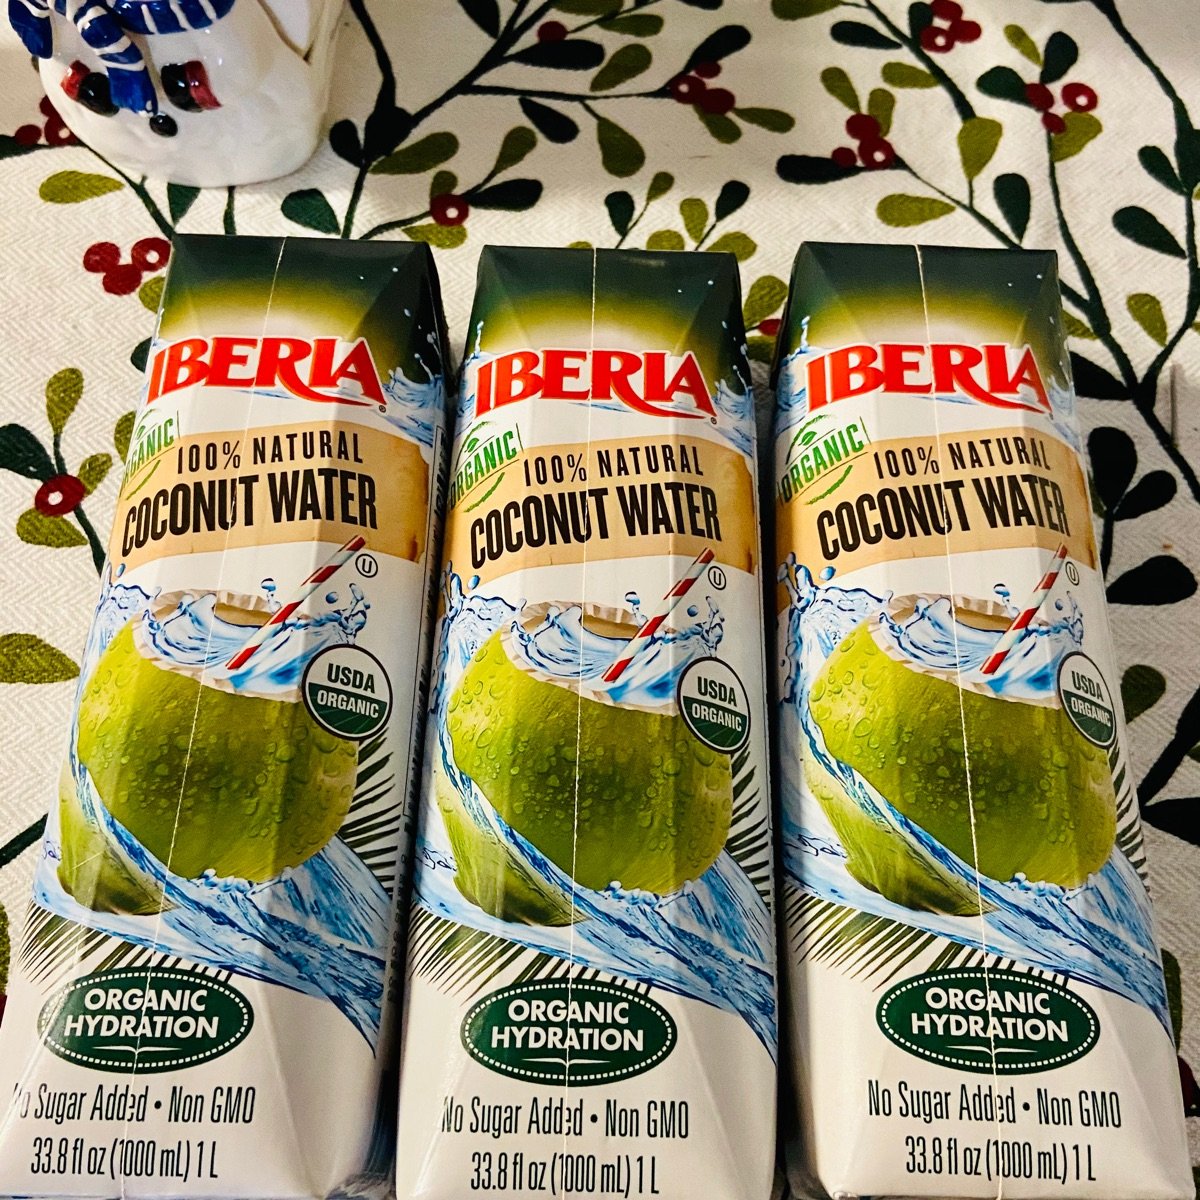 IBERIA
ORGANIC
100% NATURAL
COCONUT WATER
U
USDA
ORGANIC
ORGANIC
HYDRATION
No Sugar Added • Non GMO
33.8 fl oz (1000 mL) 1 L
IBERIA
ORGANIC
100% NATURAL
COCONUT WATER
U
USDA
ORGANIC
ORGANIC
HYDRATION
No Sugar Added • Non GMO
33.8 fl oz (1000 mL) 1 L
IBERIA
ORGANIC
100% NATURAL
COCONUT WATER
U
USDA
ORGANIC
ORGANIC
HYDRATION
No Sugar Added • Non GMO
33.8 fl oz (1000 mL) 1 L